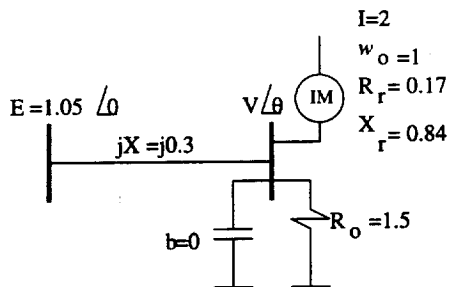 I=2
w_o=1
R_r=0.17
X_r=0.84
IM
E=1.05 ∠0
V∠θ
jX=j0.3
R_o=1.5
b=0